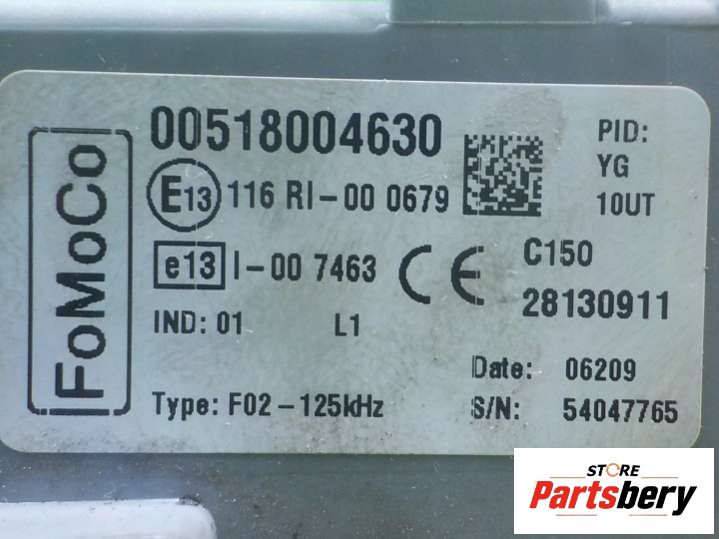 FoMoCo
00518004630
E13 116 RI-00 0679
e13 I-00 7463
CE
IND: 01 L1
Type: F02-125kHz
PID:
YG
10UT
C150
28130911
Date: 06209
S/N: 54047765
STORE
Partsbery